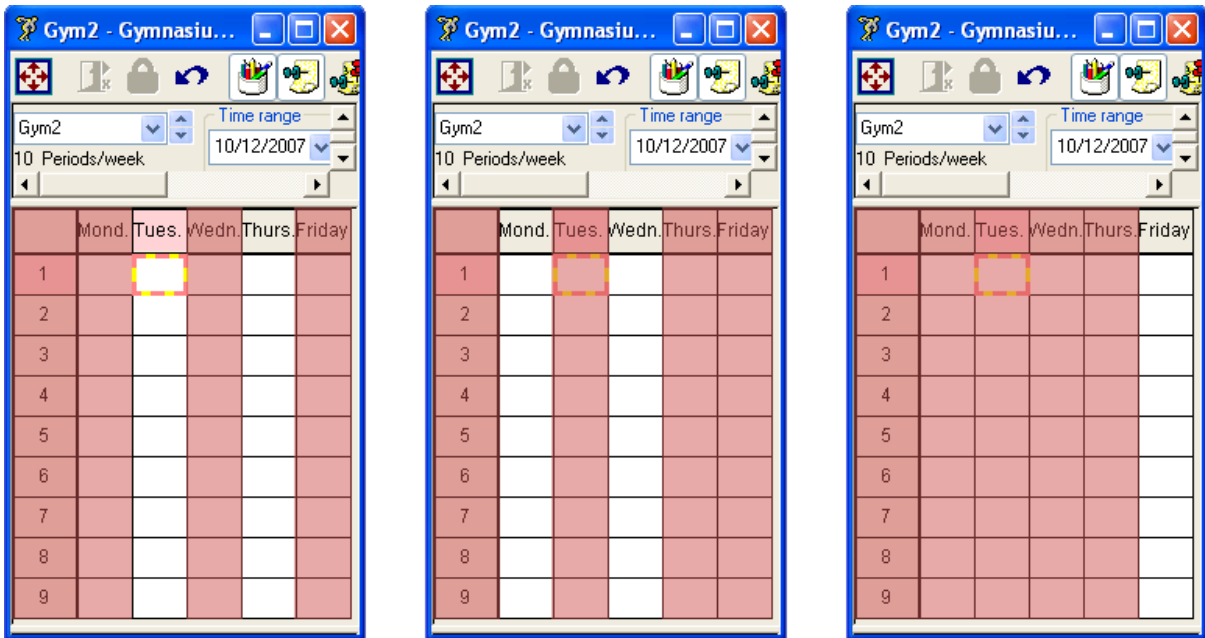 Gym2 - Gymnasiu...
Gym2
Time range
10/12/2007
10 Periods/week
Mond. Tues. Wedn. Thurs. Friday
1
2
3
4
5
6
7
8
9
Gym2 - Gymnasiu...
Gym2
Time range
10/12/2007
10 Periods/week
Mond. Tues. Wedn. Thurs. Friday
1
2
3
4
5
6
7
8
9
Gym2 - Gymnasiu...
Gym2
Time range
10/12/2007
10 Periods/week
Mond. Tues. Wedn. Thurs. Friday
1
2
3
4
5
6
7
8
9